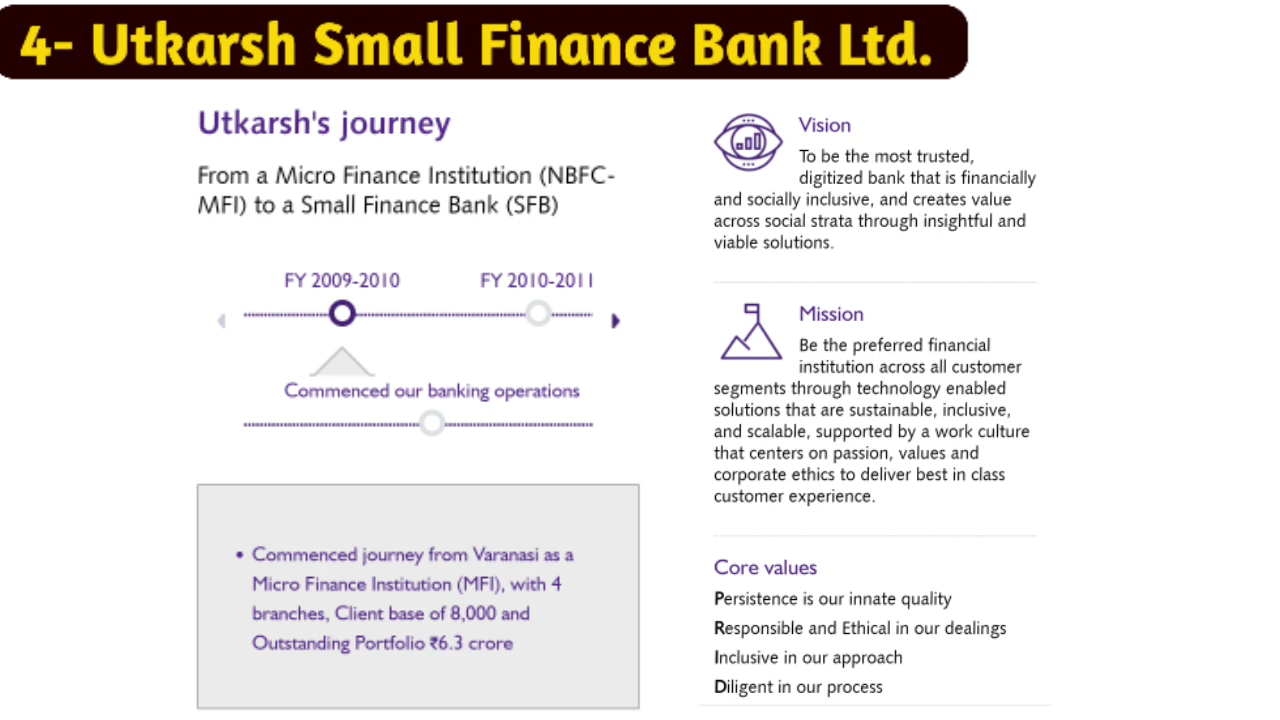 4- Utkarsh Small Finance Bank Ltd.
Utkarsh's journey
From a Micro Finance Institution (NBFC-
MFI) to a Small Finance Bank (SFB)
FY 2009-2010
FY 2010-2011
Commenced our banking operations
• Commenced journey from Varanasi as a
Micro Finance Institution (MFI), with 4
branches, Client base of 8,000 and
Outstanding Portfolio ₹6.3 crore
Vision
To be the most trusted,
digitized bank that is financially
and socially inclusive, and creates value
across social strata through insightful and
viable solutions.
Mission
Be the preferred financial
institution across all customer
segments through technology enabled
solutions that are sustainable, inclusive,
and scalable, supported by a work culture
that centers on passion, values and
corporate ethics to deliver best in class
customer experience.
Core values
Persistence is our innate quality
Responsible and Ethical in our dealings
Inclusive in our approach
Diligent in our process